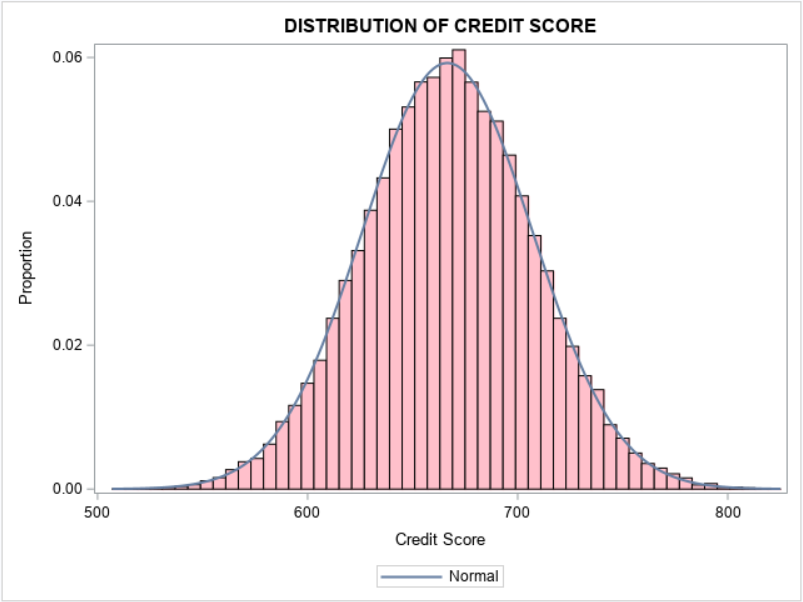 DISTRIBUTION OF CREDIT SCORE
0.06
0.04
0.02
0.00
Proportion
500 600 700 800
Credit Score
Normal